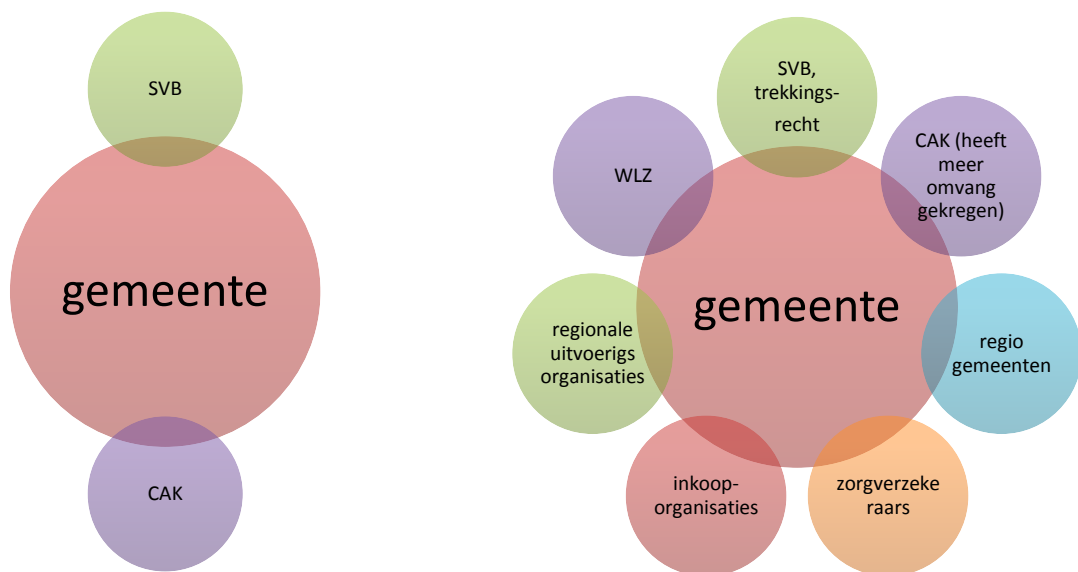 SVB
gemeente
CAK
SVB,
trekkings-
recht
CAK (heeft
meer
omvang
gekregen)
regio
gemeenten
zorgverzeke
raars
inkoop-
organisaties
regionale
uitvoerigs
organisaties
WLZ
gemeente